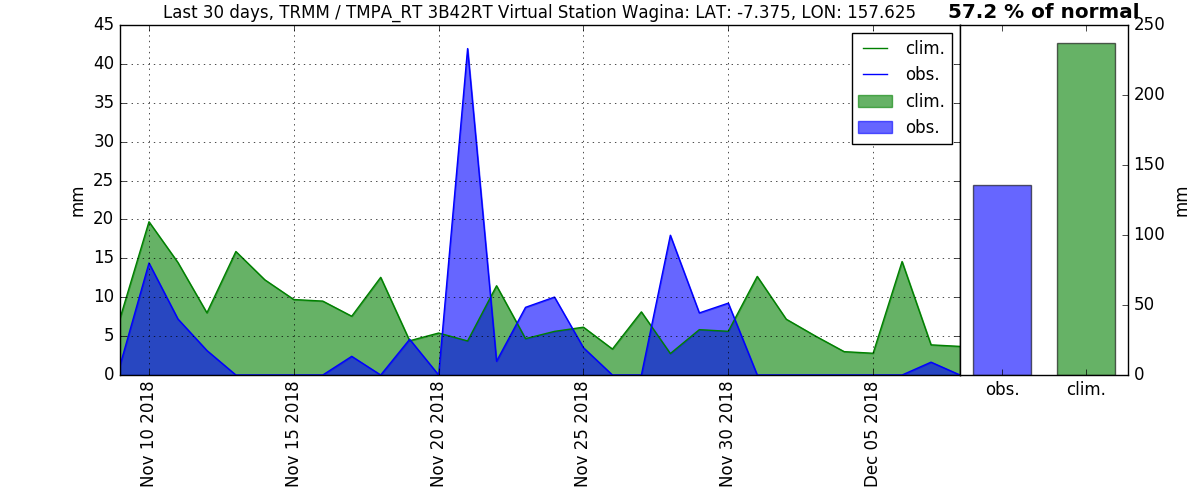 Last 30 days, TRMM / TMPA_RT 3B42RT Virtual Station Wagina: LAT: -7.375, LON: 157.625
57.2 % of normal
45
40
35
30
25
20
15
10
5
0
mm
clim.
obs.
clim.
obs.
Nov 10 2018
Nov 15 2018
Nov 20 2018
Nov 25 2018
Nov 30 2018
Dec 05 2018
250
200
150
100
50
0
mm
obs.
clim.